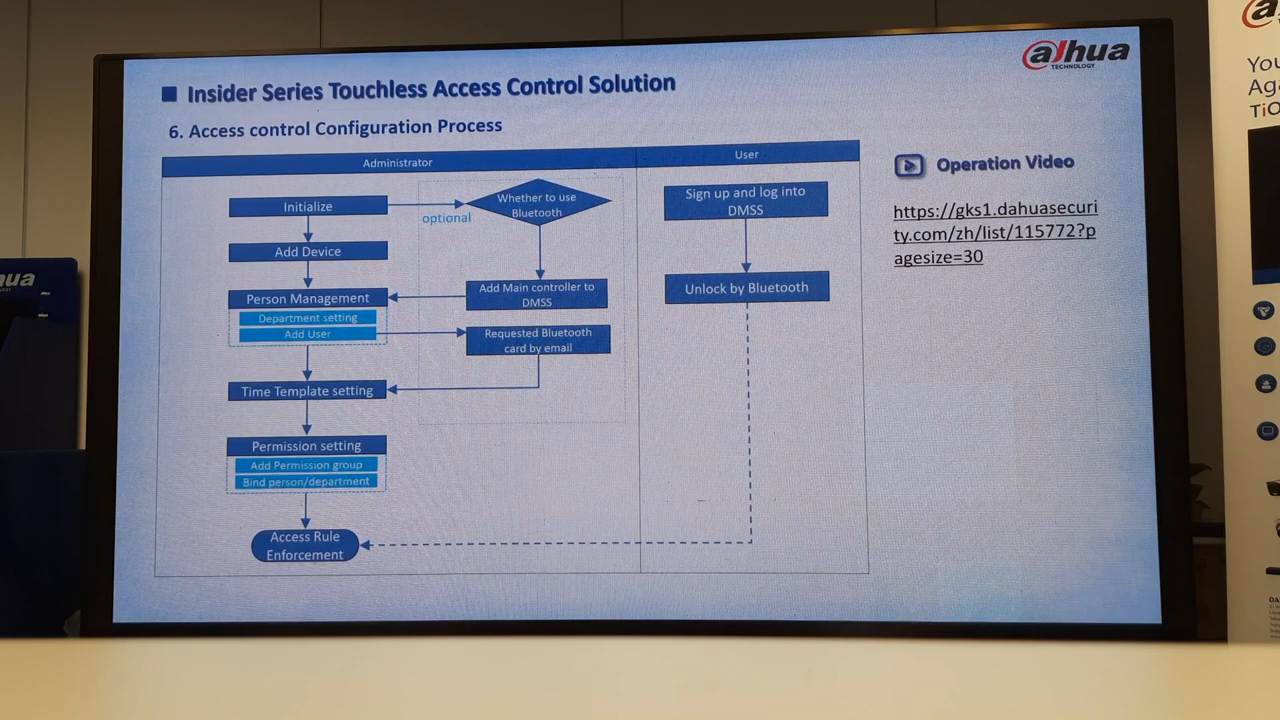 alhua
TECHNOLOGY
Insider Series Touchless Access Control Solution
6. Access control Configuration Process
Administrator
User
Initialize
optional
Whether to use
Bluetooth
Add Device
Person Management
Department setting
Add User
Add Main controller to
DMSS
Requested Bluetooth
card by email
Time Template setting
Permission setting
Add Permission group
Bind person/department
Access Rule
Enforcement
Sign up and log into
DMSS
Unlock by Bluetooth
Operation Video
https://gks1.dahuasecuri
ty.com/zh/list/115772?p
agesize=30
hua
You
Aga
TiO